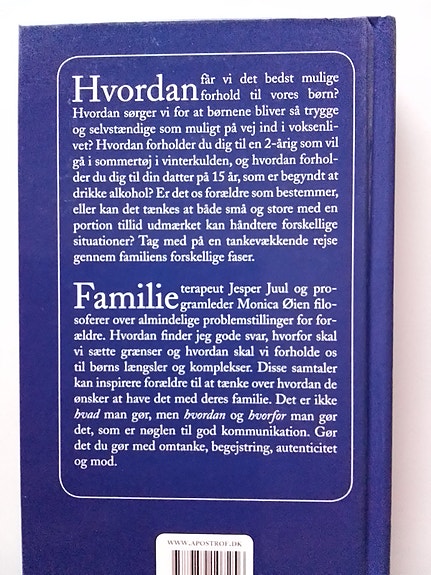 Hvordan får vi det bedst mulige
forhold til vores børn?
Hvordan sørger vi for at børnene bliver så trygge
og selvstændige som muligt på vej ind i voksenli-
vet? Hvordan forholder du dig til en 2-årig som vil
gå i sommertøj i vinterkulden, og hvordan forhol-
der du dig til din datter på 15 år, som er begyndt at
drikke alkohol? Er det os forældre som bestemmer,
eller kan det tænkes at både små og store med en
portion tillid udmærket kan håndtere forskellige
situationer? Tag med på en tankevækkende rejse
gennem familiens forskellige faser.
Familie terapeut Jesper Juul og pro-
gramleder Monica Øien filo-
soferer over almindelige problemstillinger for for-
ældre. Hvordan finder jeg gode svar, hvorfor skal
vi sætte grænser og hvordan skal vi forholde os
til børns længsler og komplekser. Disse samtaler
kan inspirere forældre til at tænke over hvordan de
ønsker at have det med deres familie. Det er ikke
hvad man gør, men hvordan og hvorfor man gør
det, som er nøglen til god kommunikation. Gør
det du gør med omtanke, begejstring, autenticitet
og mod.
WWW.APOSTROF.DK